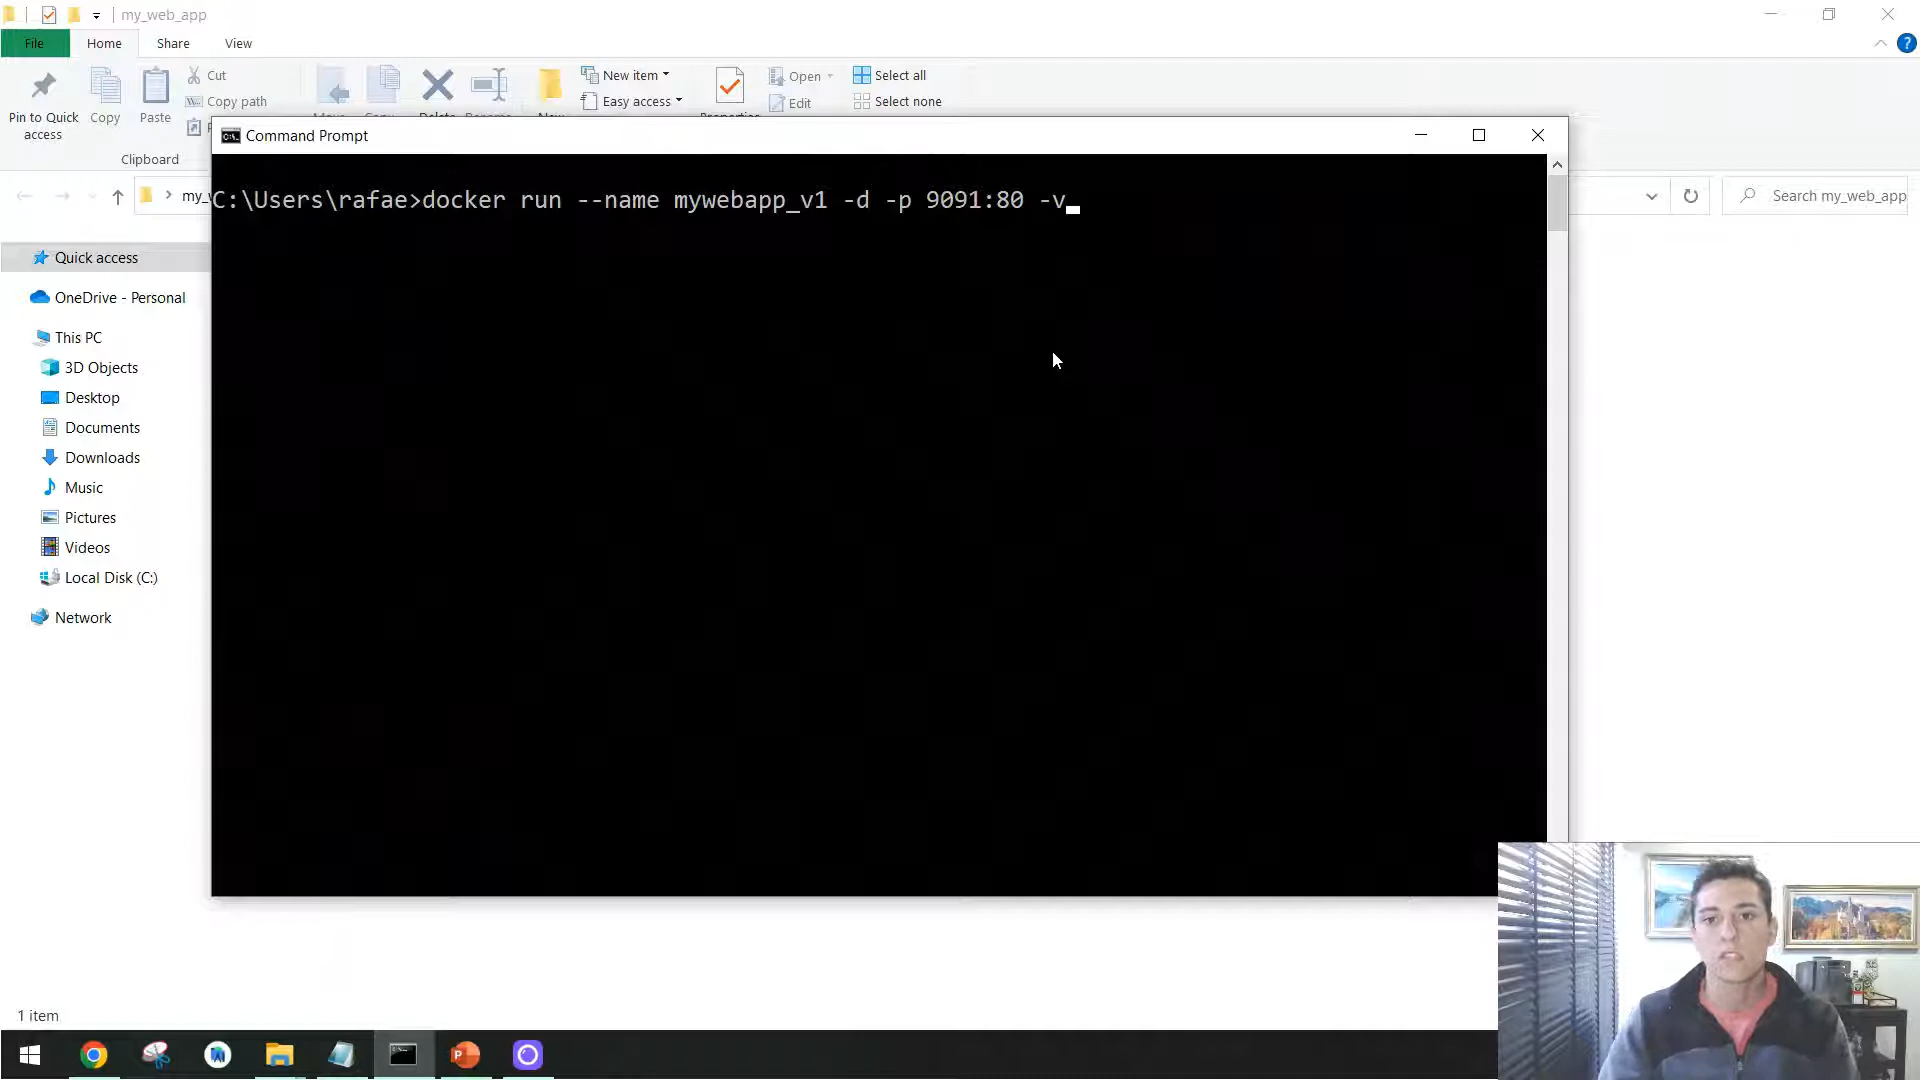 my_web_app
File
Home
Share
View
Pin to Quick access
Copy
Paste
Cut
Copy path
New item
Easy access
Open
Edit
Select all
Select none
Clipboard
Command Prompt
my_
Search my_web_app
C:\Users\rafae>docker run --name mywebapp_v1 -d -p 9091:80 -v
Quick access
OneDrive - Personal
This PC
3D Objects
Desktop
Documents
Downloads
Music
Pictures
Videos
Local Disk (C:)
Network
1 item